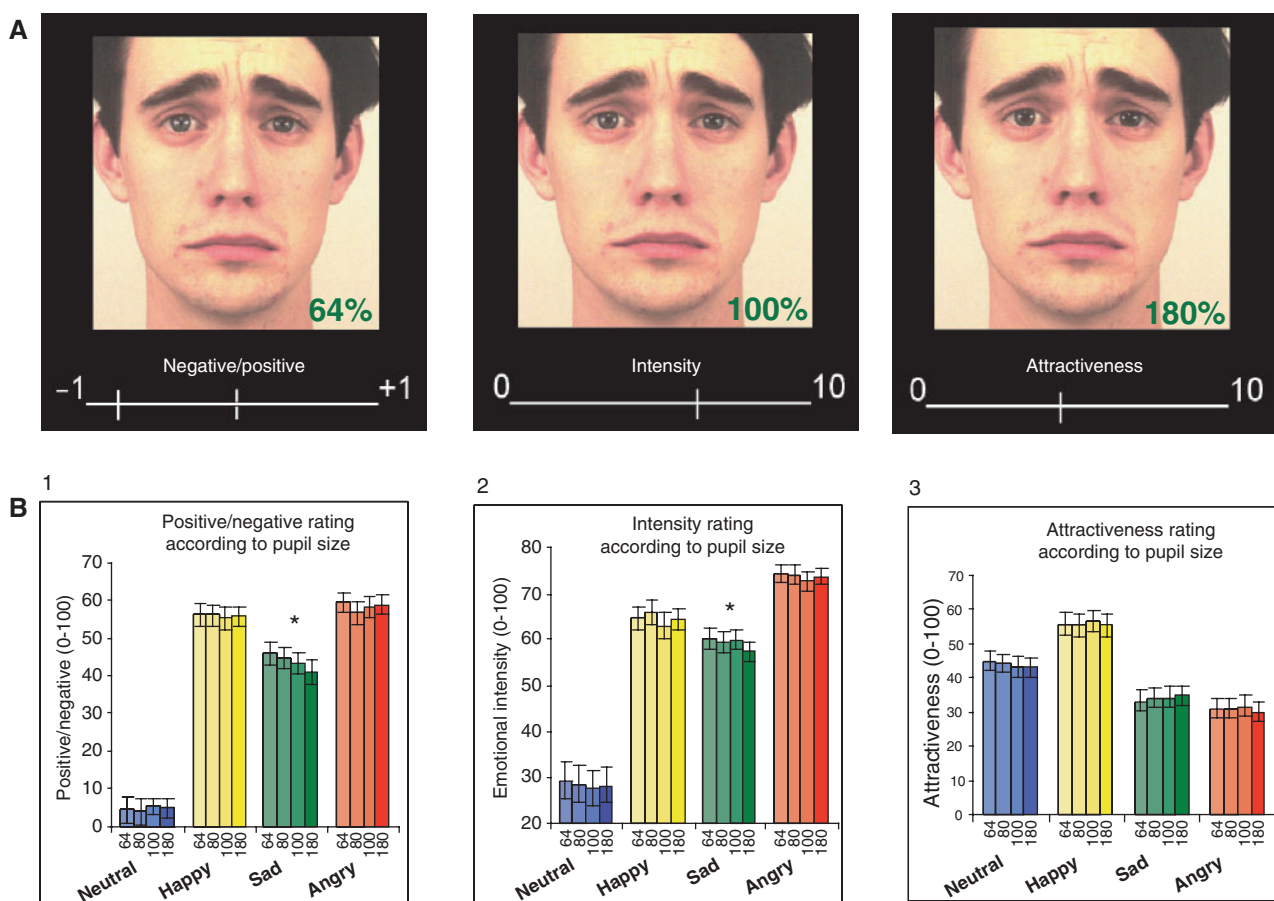 A
64%
Negative/positive
−1 +1
100%
Intensity
0 10
180%
Attractiveness
0 10
B
1
Positive/negative rating
according to pupil size
Positive/negative (0-100)
70
60
50
40
30
20
10
0
*
64 80 100 180 64 80 100 180 64 80 100 180 64 80 100 180
Neutral Happy Sad Angry
2
Intensity rating
according to pupil size
Emotional intensity (0-100)
80
70
60
50
40
30
20
*
64 80 100 180 64 80 100 180 64 80 100 180 64 80 100 180
Neutral Happy Sad Angry
3
Attractiveness rating
according to pupil size
Attractiveness (0-100)
70
60
50
40
30
20
10
0
64 80 100 180 64 80 100 180 64 80 100 180 64 80 100 180
Neutral Happy Sad Angry